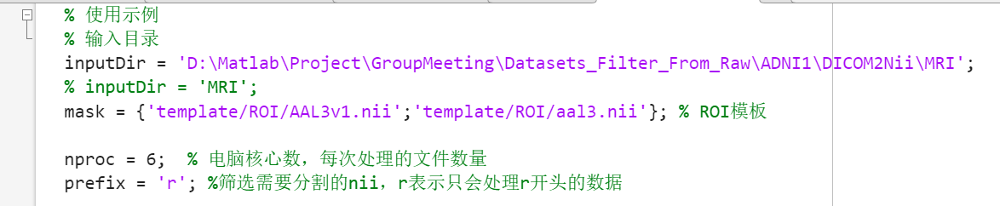 % 使用示例
% 输入目录
inputDir = 'D:\Matlab\Project\GroupMeeting\Datasets_Filter_From_Raw\ADNI1\DICOM2Nii\MRI';
% inputDir = 'MRI';
mask = {'template/ROI/AAL3v1.nii';'template/ROI/aal3.nii'}; % ROI模板
nproc = 6;  % 电脑核心数，每次处理的文件数量
prefix = 'r'; %筛选需要分割的nii，r表示只会处理r开头的数据